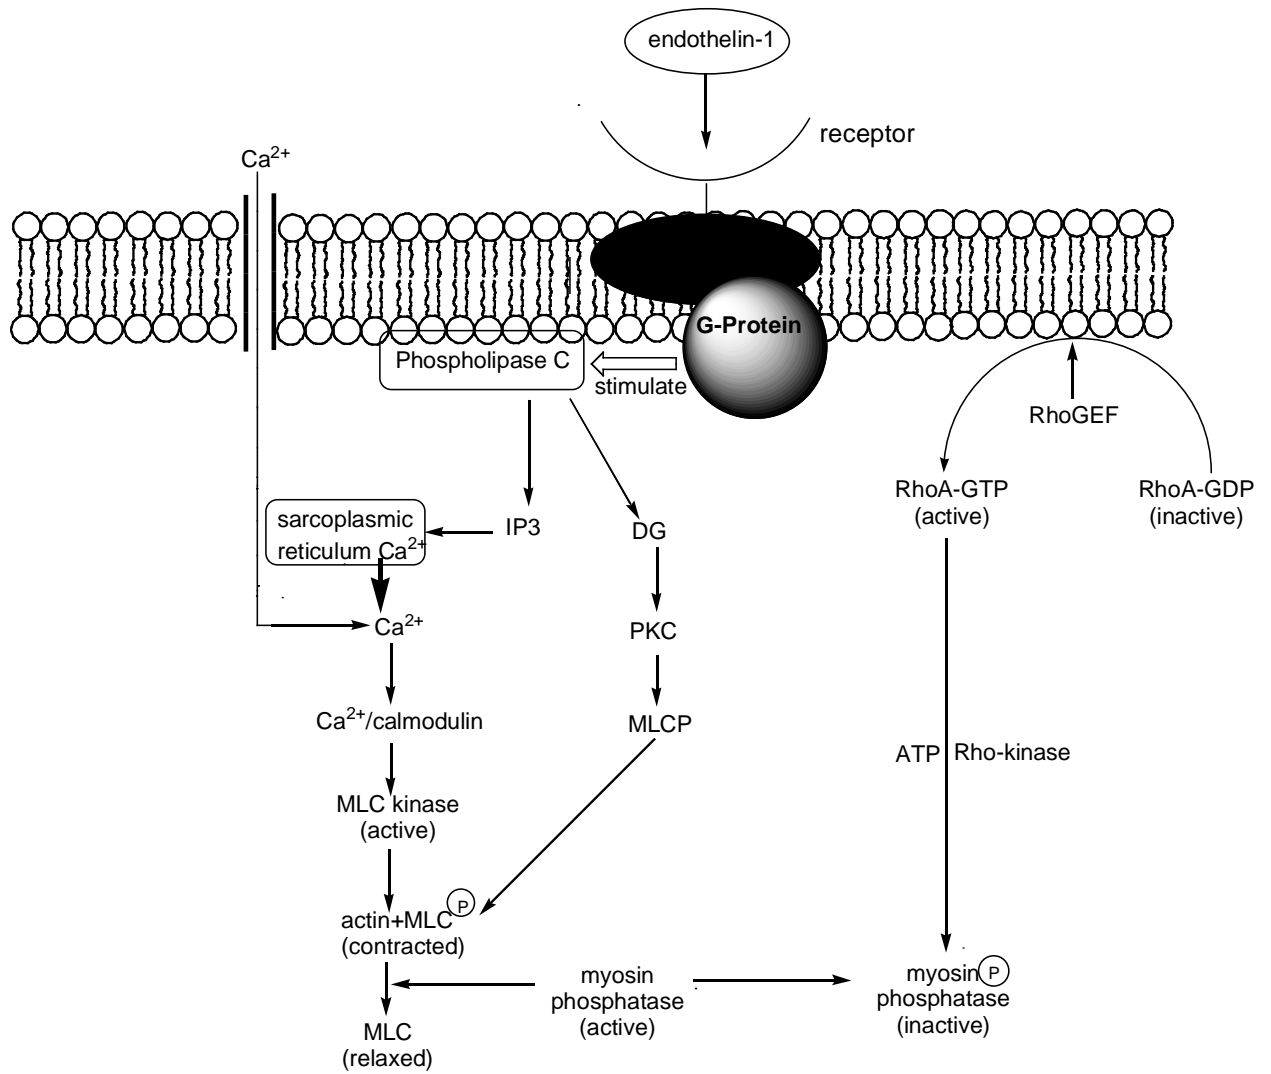 endothelin-1
receptor
Ca²⁺
G-Protein
Phospholipase C
stimulate
RhoGEF
RhoA-GTP
(active)
RhoA-GDP
(inactive)
sarcoplasmic
reticulum Ca²⁺
IP3
DG
Ca²⁺
PKC
Ca²⁺/calmodulin
MLCP
ATP
Rho-kinase
MLC kinase
(active)
actin+MLC P
(contracted)
myosin
phosphatase
(active)
myosin P
phosphatase
(inactive)
MLC
(relaxed)